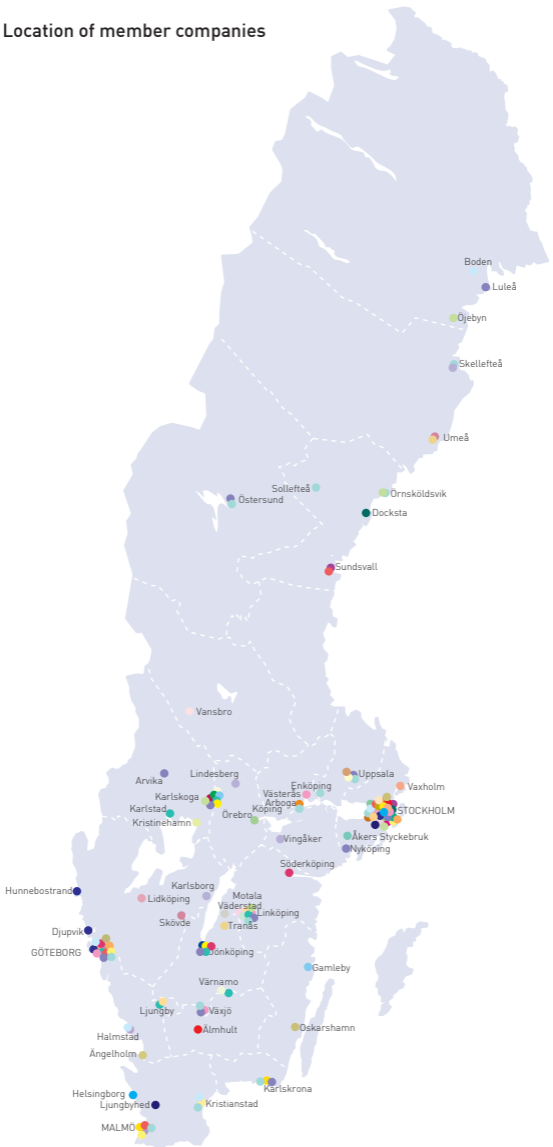 Location of member companies
Boden
Luleå
Öjebyn
Skellefteå
Umeå
Sollefteå
Örnsköldsvik
Östersund
Docksta
Sundsvall
Vansbro
Arvika
Lindesberg
Uppsala
Enköping
Vaxholm
Karlskoga
Västerås
Arboga
Karlstad
Köping
STOCKHOLM
Örebro
Kristinehamn
Åkers Styckebruk
Vingåker
Nyköping
Söderköping
Hunnebostrand
Karlsborg
Lidköping
Motala
Väderstad
Linköping
Skövde
Tranås
Djupvik
GÖTEBORG
Jönköping
Gamleby
Värnamo
Ljungby
Växjö
Halmstad
Älmhult
Oskarshamn
Ängelholm
Karlskrona
Helsingborg
Ljungbyhed
Kristianstad
MALMÖ